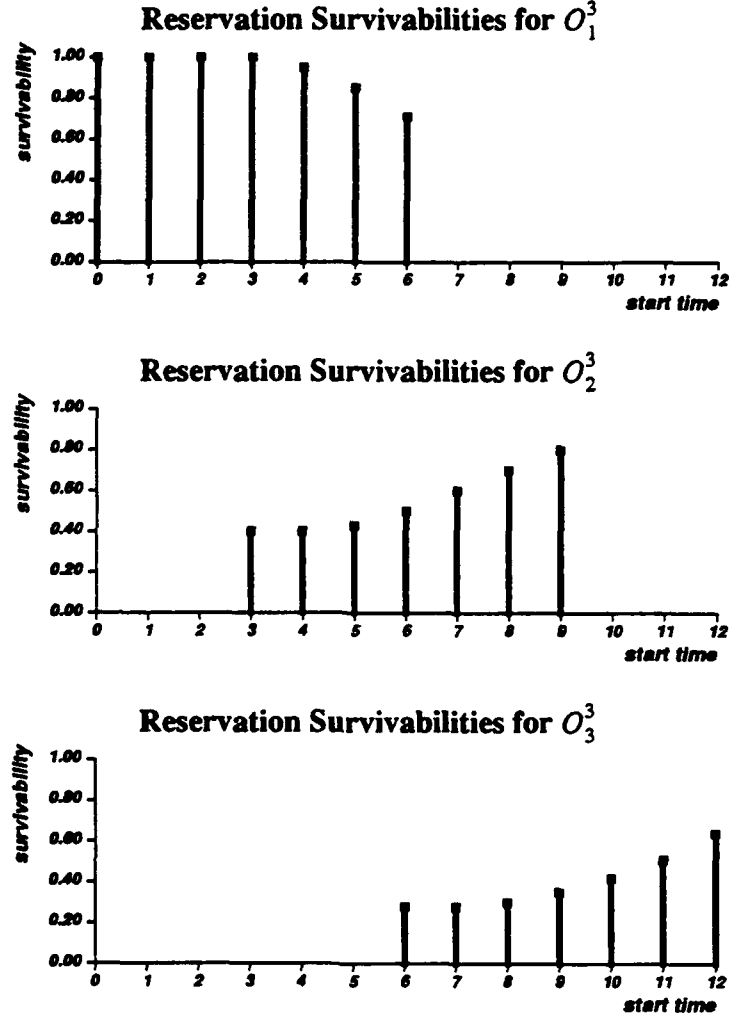 Reservation Survivabilities for O₁³
survivability
1.00
0.80
0.60
0.40
0.20
0.00
0 1 2 3 4 5 6 7 8 9 10 11 12
start time
Reservation Survivabilities for O₂³
survivability
1.00
0.80
0.60
0.40
0.20
0.00
0 1 2 3 4 5 6 7 8 9 10 11 12
start time
Reservation Survivabilities for O₃³
survivability
1.00
0.80
0.60
0.40
0.20
0.00
0 1 2 3 4 5 6 7 8 9 10 11 12
start time